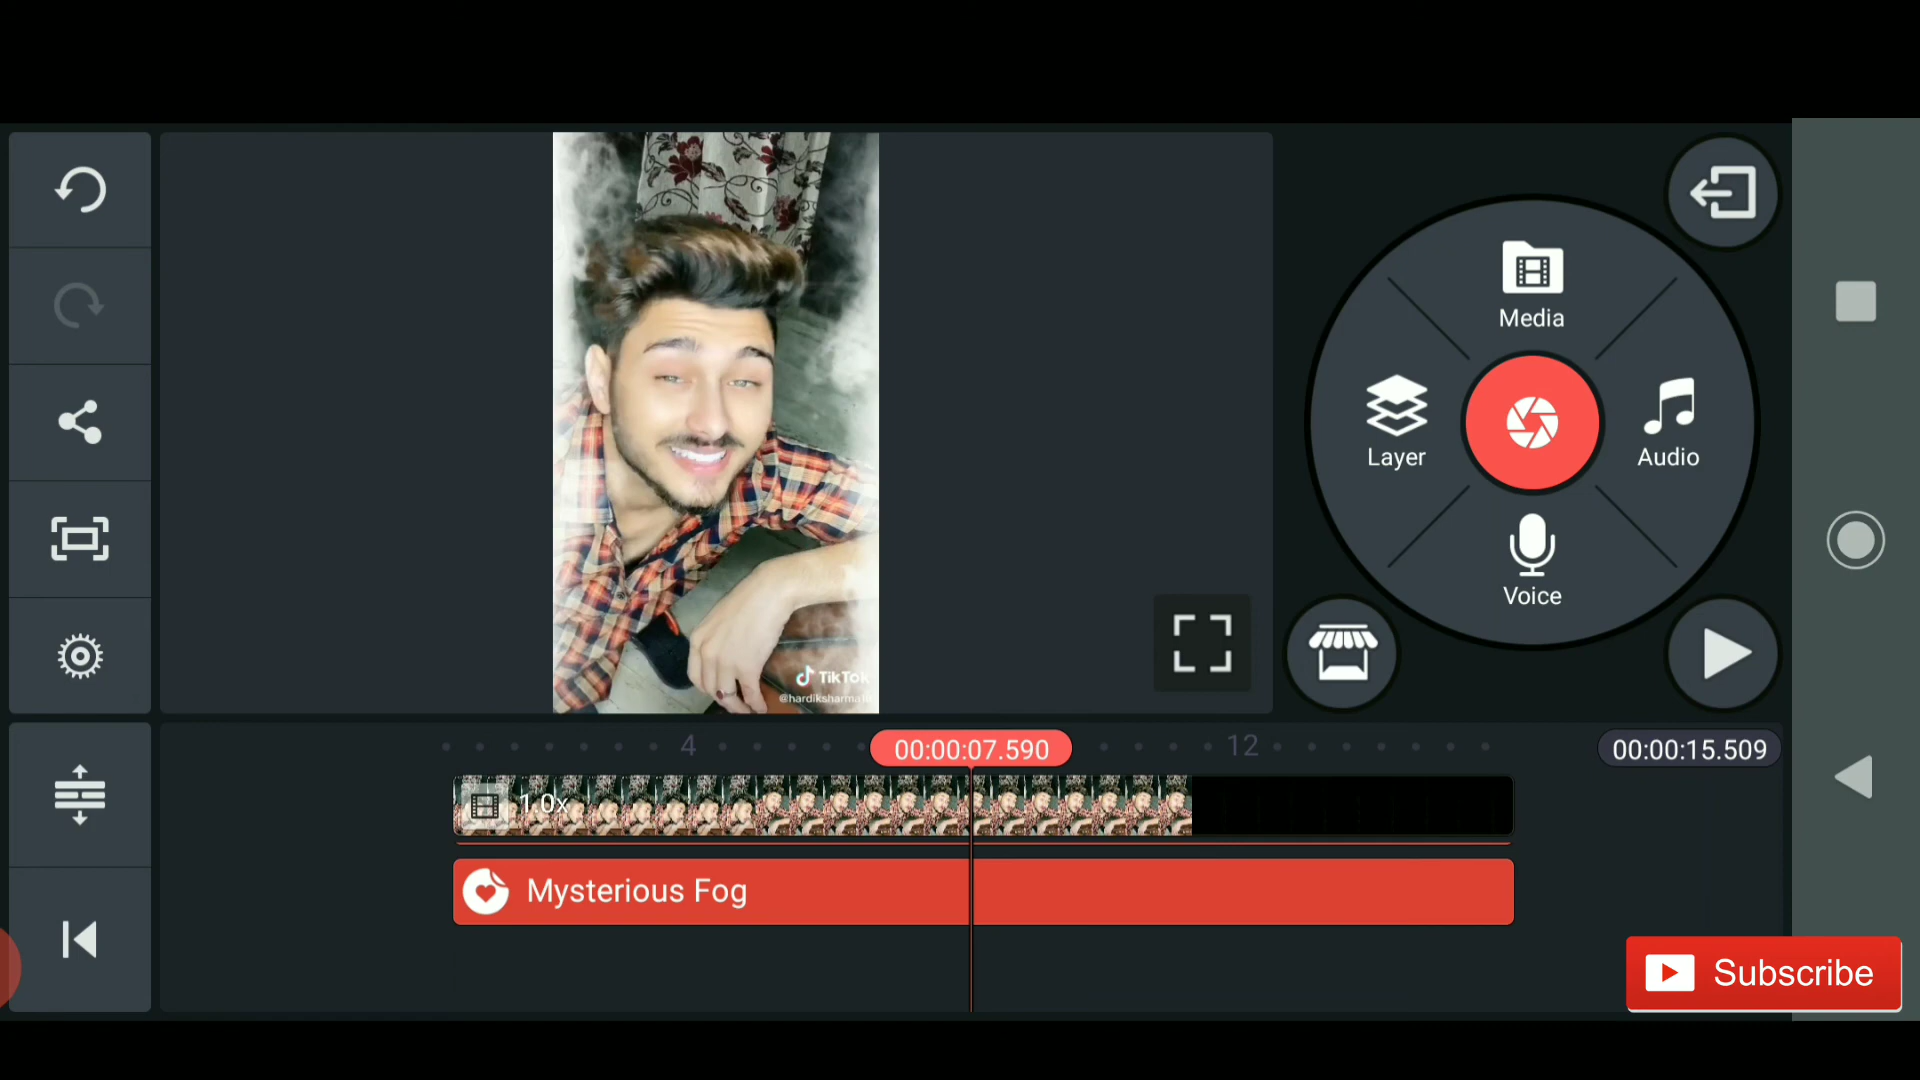 Media
Layer
Audio
Voice
TikTok
4
00:00:07.590
12
00:00:15.509
1.0x
Mysterious Fog
Subscribe